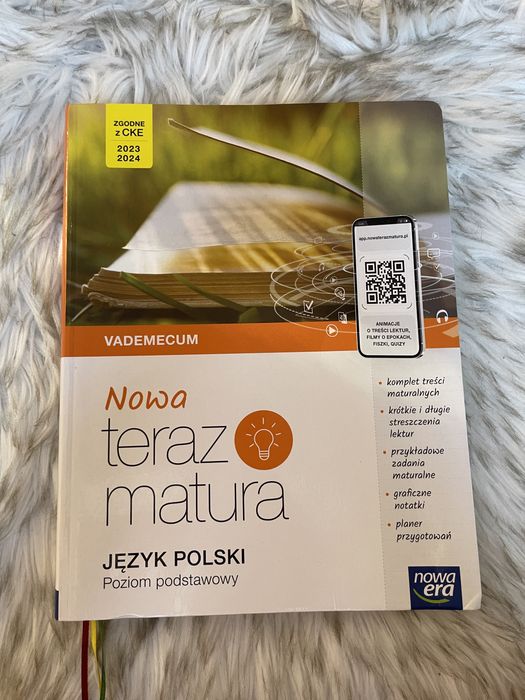 ZGODNE
z CKE
2023
2024
app.nowaterazmatura.pl
ANIMACJE
O TREŚCI LEKTUR,
FILMY O EPOKACH,
FISZKI, QUIZY
VADEMECUM
Nowa
teraz
matura
JĘZYK POLSKI
Poziom podstawowy
• komplet treści
maturalnych
• krótkie i długie
streszczenia
lektur
• przykładowe
zadania
maturalne
• graficzne
notatki
• planer
przygotowań
nowa
era